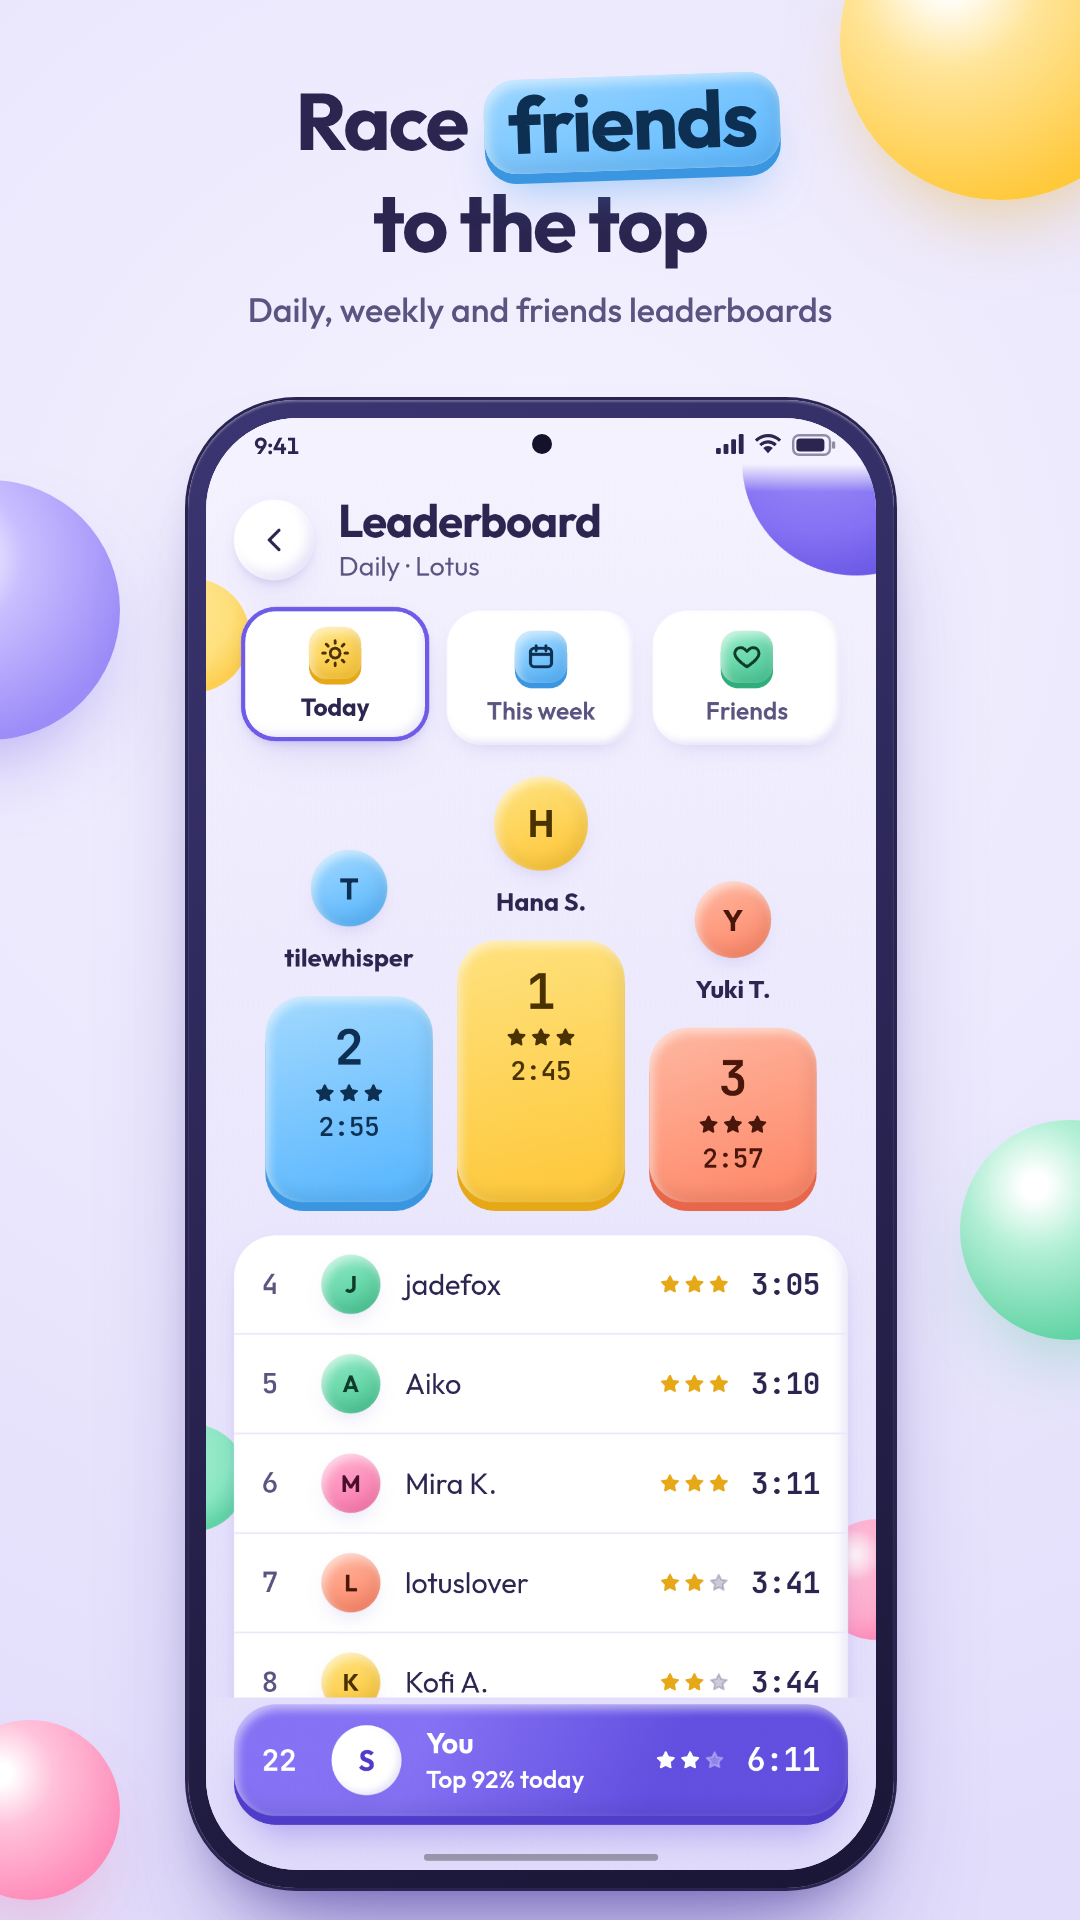 Race friends
to the top
Daily, weekly and friends leaderboards
9:41
Leaderboard
Daily · Lotus
Today
This week
Friends
H
Hana S.
T
tilewhisper
Y
Yuki T.
1
2:45
2
2:55
3
2:57
4 J jadefox 3:05
5 A Aiko 3:10
6 M Mira K. 3:11
7 L lotuslover 3:41
8 K Kofi A. 3:44
22 S You 6:11
Top 92% today